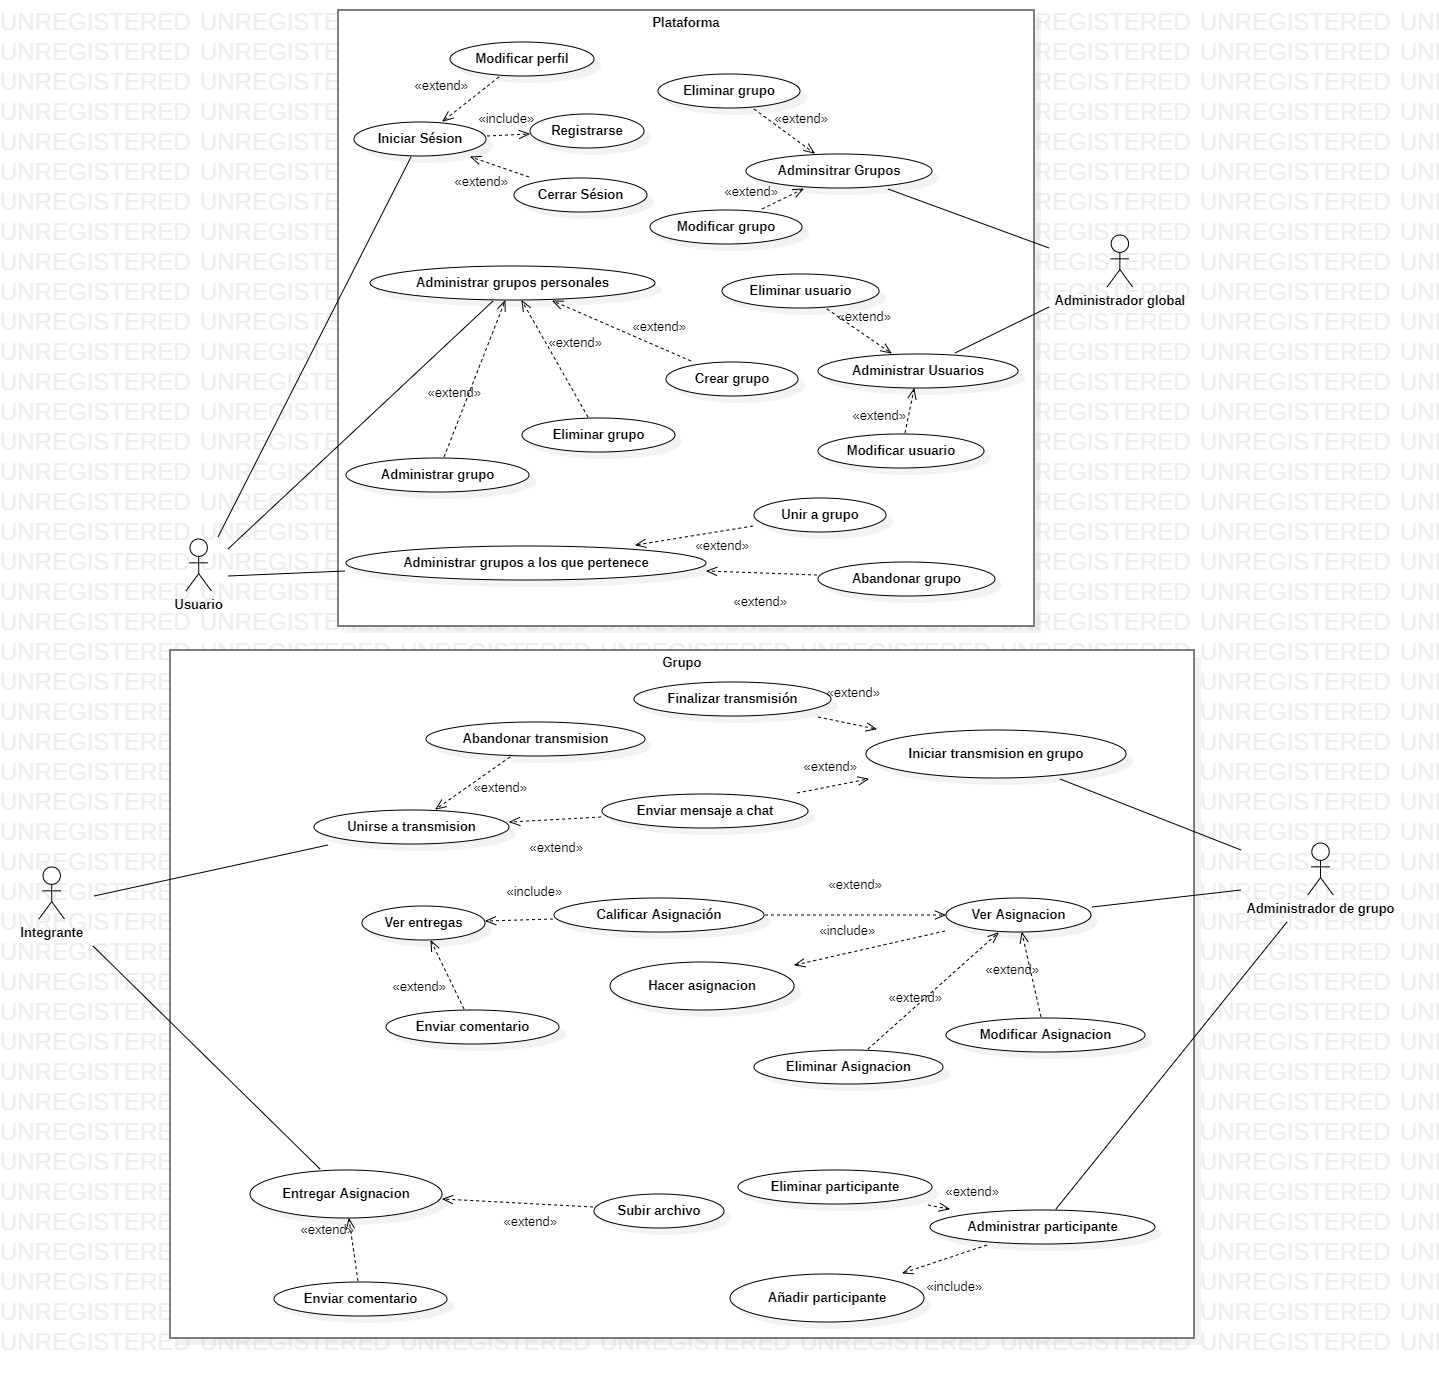 Plataforma
Modificar perfil
«extend»
Eliminar grupo
«include»
«extend»
Iniciar Sésion
Registrarse
Adminsitrar Grupos
«extend»
Cerrar Sésion
«extend»
Modificar grupo
Administrar grupos personales
Eliminar usuario
Administrador global
«extend»
«extend»
«extend»
Administrar Usuarios
Crear grupo
«extend»
«extend»
Eliminar grupo
Modificar usuario
Administrar grupo
Unir a grupo
«extend»
Administrar grupos a los que pertenece
Abandonar grupo
«extend»
Usuario
Grupo
Finalizar transmisión
«extend»
Abandonar transmision
Iniciar transmision en grupo
«extend»
«extend»
Enviar mensaje a chat
Unirse a transmision
«extend»
«include»
«extend»
Ver entregas
Calificar Asignación
Ver Asignacion
Administrador de grupo
Integrante
«include»
«extend»
Hacer asignacion
«extend»
«extend»
Enviar comentario
Modificar Asignacion
Eliminar Asignacion
Entregar Asignacion
Eliminar participante
«extend»
Subir archivo
«extend»
«extend»
Administrar participante
«include»
Enviar comentario
Añadir participante
UNREGISTERED